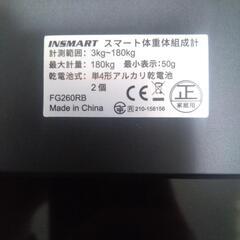 INSMART スマート体重体組成計
計測範囲：3kg~180kg
最大計量：180kg 最小表示：50g
乾電池式：単4形アルカリ乾電池
2個
FG260RB
Made in China
正
家庭用
210-156156